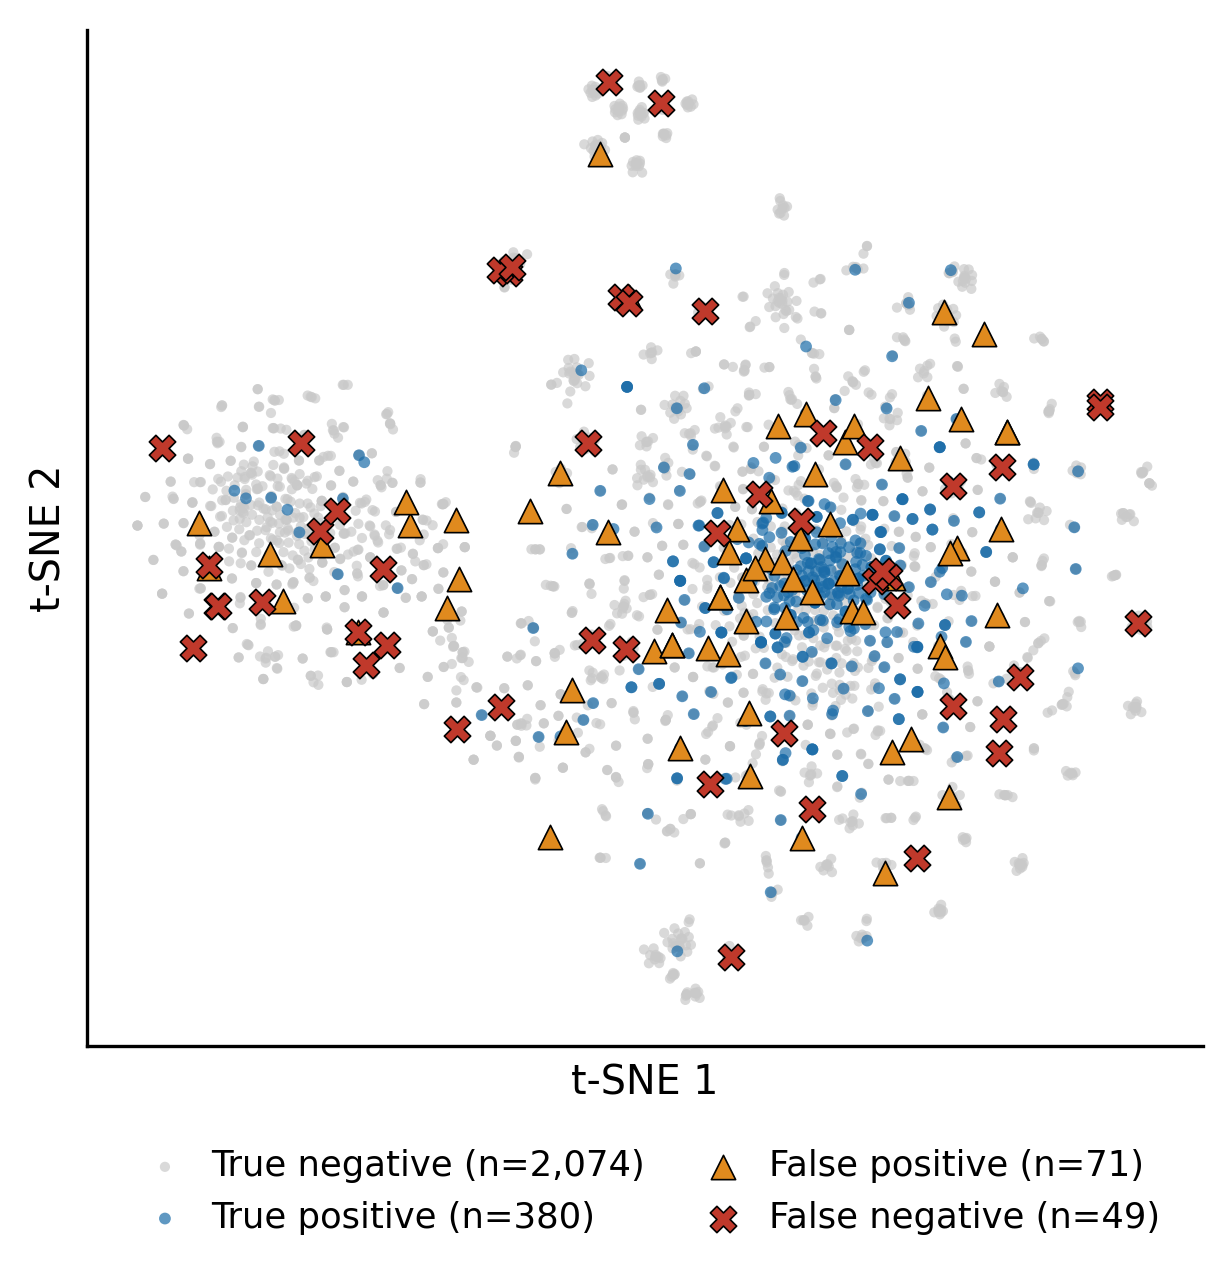 t-SNE 2
t-SNE 1
True negative (n=2,074)
True positive (n=380)
False positive (n=71)
False negative (n=49)